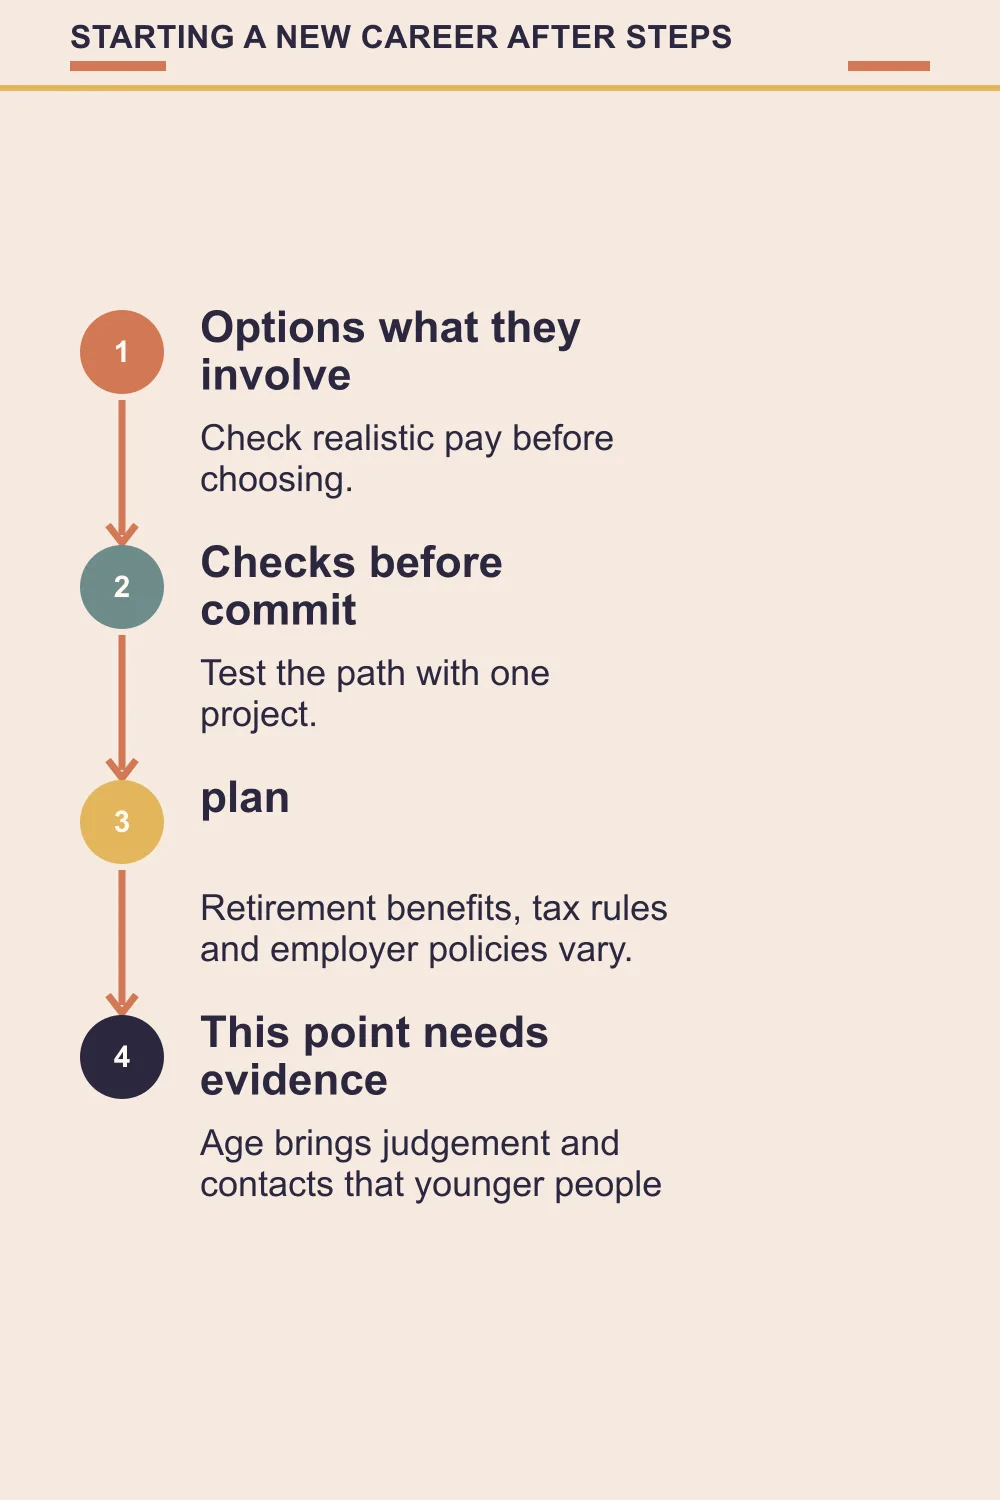 STARTING A NEW CAREER AFTER STEPS
1
Options what they
involve
Check realistic pay before
choosing.
2
Checks before
commit
Test the path with one
project.
3
plan
Retirement benefits, tax rules
and employer policies vary.
4
This point needs
evidence
Age brings judgement and
contacts that younger people